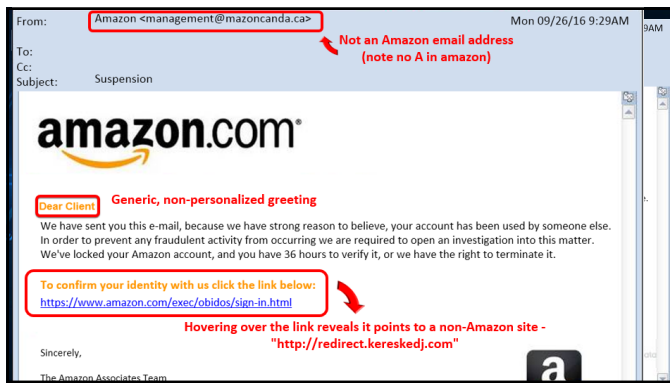 From: Amazon <management@mazoncanda.ca> Mon 09/26/16 9:29AM
9AM
Not an Amazon email address
(note no A in amazon)
To:
Cc:
Subject: Suspension
amazon.com®
Dear Client Generic, non-personalized greeting
We have sent you this e-mail, because we have strong reason to believe, your account has been used by someone else.
In order to prevent any fraudulent activity from occurring we are required to open an investigation into this matter.
We've locked your Amazon account, and you have 36 hours to verify it, or we have the right to terminate it.
To confirm your identity with us click the link below:
https://www.amazon.com/exec/obidos/sign-in.html
Hovering over the link reveals it points to a non-Amazon site -
"http://redirect.kereskedj.com"
Sincerely,
The Amazon Associates Team
a